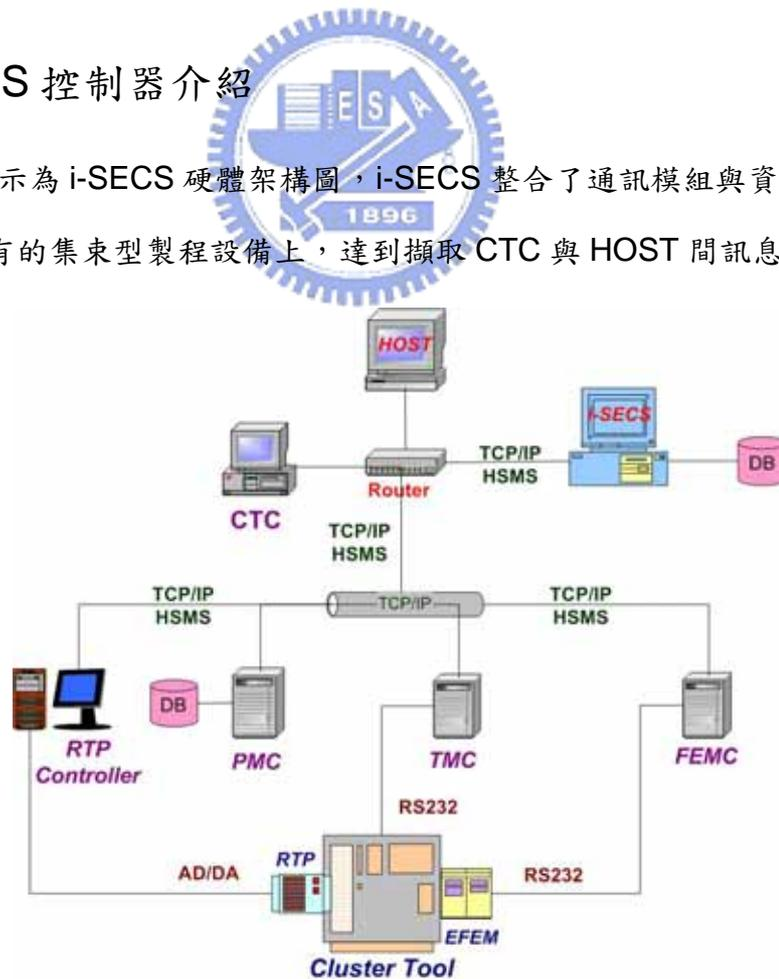 S 控制器介紹
E S A
示為 i-SECS 硬體架構圖，i-SECS 整合了通訊模組與資
1896
有的集束型製程設備上，達到擷取 CTC 與 HOST 間訊息
HOST
i-SECS
TCP/IP
HSMS
DB
Router
CTC
TCP/IP
HSMS
TCP/IP
HSMS
TCP/IP
TCP/IP
HSMS
DB
RTP
Controller
PMC
TMC
FEMC
RS232
AD/DA
RTP
RS232
EFEM
Cluster Tool